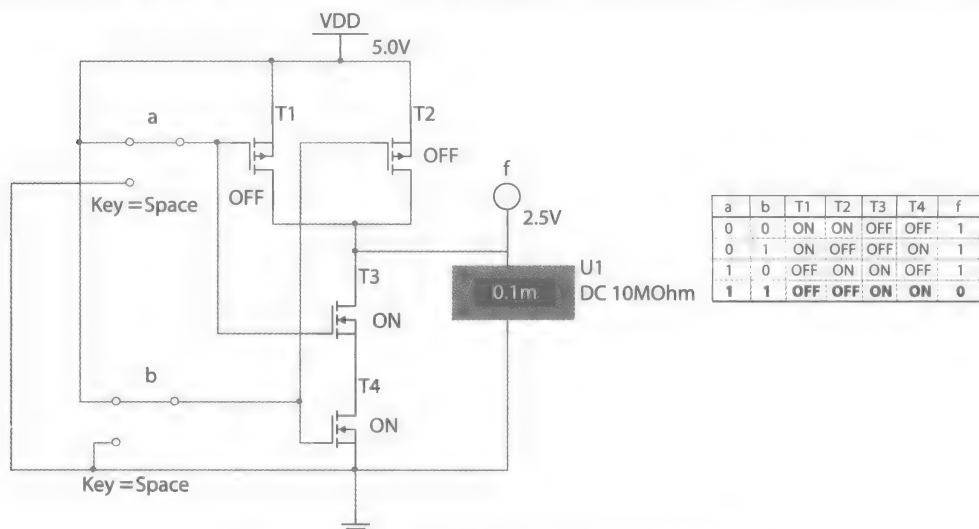 VDD
5.0V
T1
T2
a
OFF
f
OFF
Key = Space
2.5V
T3
U1
0.1m
V
DC 10MOhm
ON
b
T4
ON
Key = Space
a b T1 T2 T3 T4 f
0 0 ON ON OFF OFF 1
0 1 ON OFF OFF ON 1
1 0 OFF ON ON OFF 1
1 1 OFF OFF ON ON 0